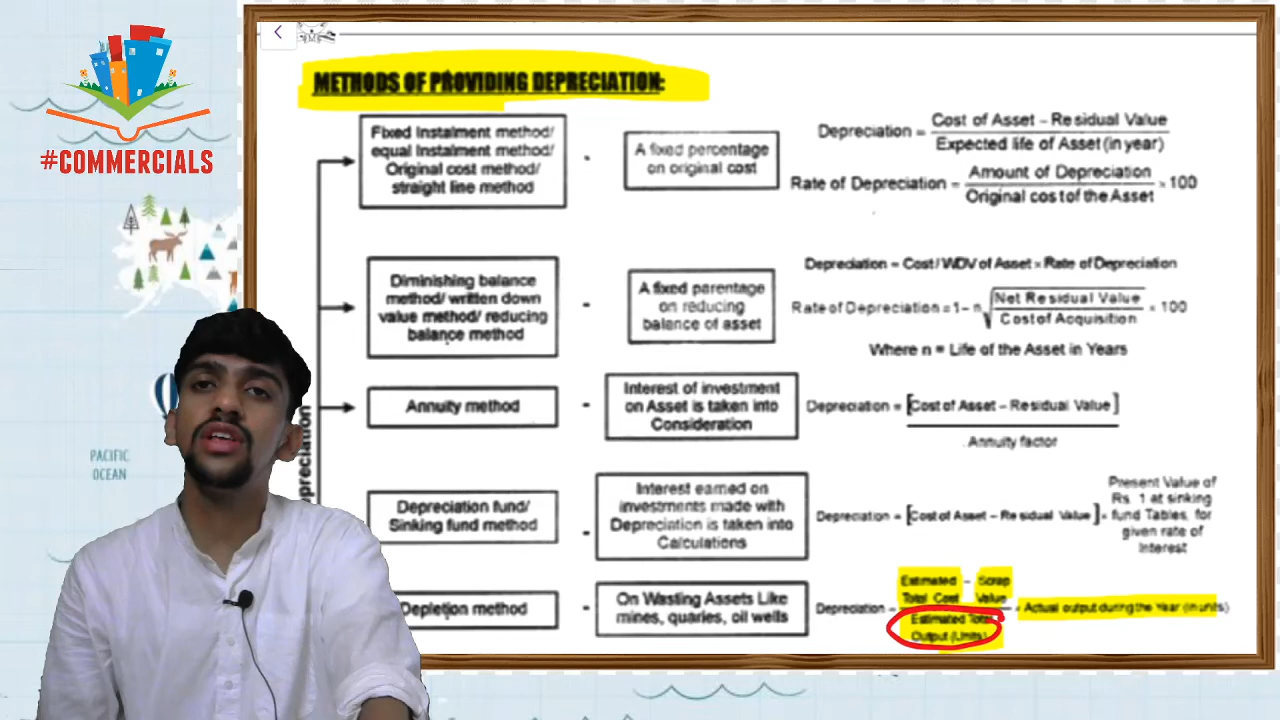 #COMMERCIALS
PACIFIC
OCEAN
METHODS OF PROVIDING DEPRECIATION:
Fixed Instalment method/
equal Instalment method/
Original cost method/
straight line method
-
A fixed percentage
on original cost
Depreciation = Cost of Asset – Residual Value
Expected life of Asset (in year)
Rate of Depreciation = Amount of Depreciation × 100
Original cost of the Asset
Diminishing balance
method/ written down
value method/ reducing
balance method
-
A fixed parentage
on reducing
balance of asset
Depreciation = Cost/ WDV of Asset × Rate of Depreciation
Rate of Depreciation = 1 – n√ Net Residual Value × 100
Cost of Acquisition
Where n = Life of the Asset in Years
Annuity method
-
Interest of investment
on Asset is taken into
Consideration
Depreciation = [Cost of Asset – Residual Value]
Annuity factor
Depreciation fund/
Sinking fund method
-
Interest earned on
investments made with
Depreciation is taken into
Calculations
Depreciation = [Cost of Asset – Residual Value] ×
Present Value of
Rs. 1 at sinking
fund Tables, for
given rate of
Interest
Depletion method
-
On Wasting Assets Like
mines, quaries, oil wells
Depreciation = Estimated – Scrap
Total Cost Value
Estimated Total
Output (Units)
× Actual output during the Year (in units)
preciation